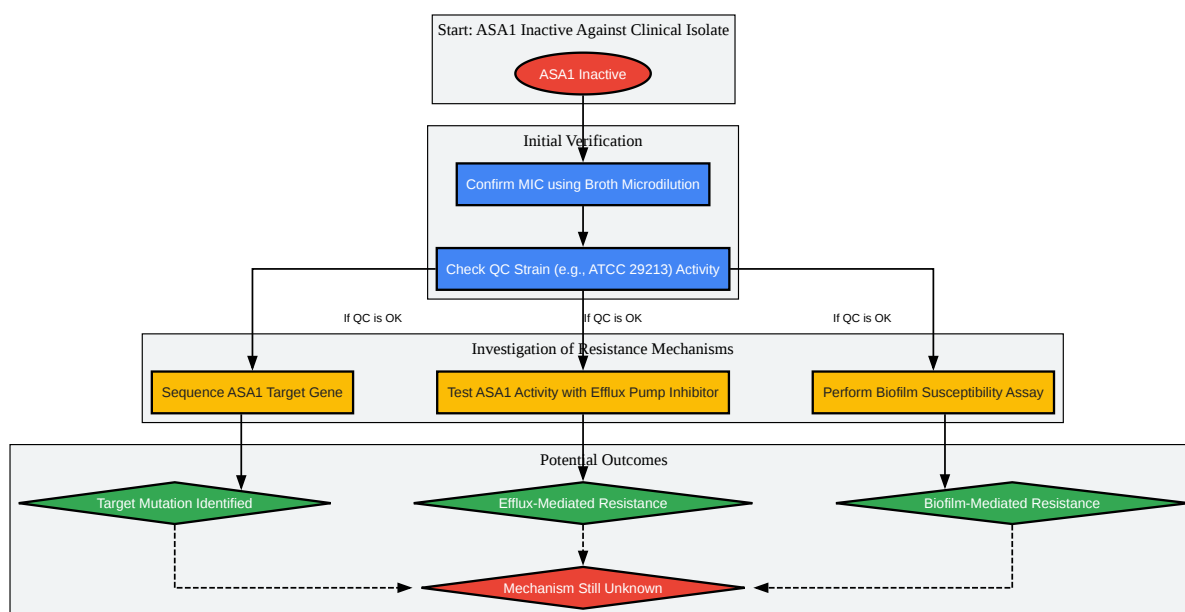 Start: ASA1 Inactive Against Clinical Isolate
ASA1 Inactive
Initial Verification
Confirm MIC using Broth Microdilution
Check QC Strain (e.g., ATCC 29213) Activity
If QC is OK
If QC is OK
If QC is OK
Investigation of Resistance Mechanisms
Sequence ASA1 Target Gene
Test ASA1 Activity with Efflux Pump Inhibitor
Perform Biofilm Susceptibility Assay
Potential Outcomes
Target Mutation Identified
Efflux-Mediated Resistance
Biofilm-Mediated Resistance
Mechanism Still Unknown